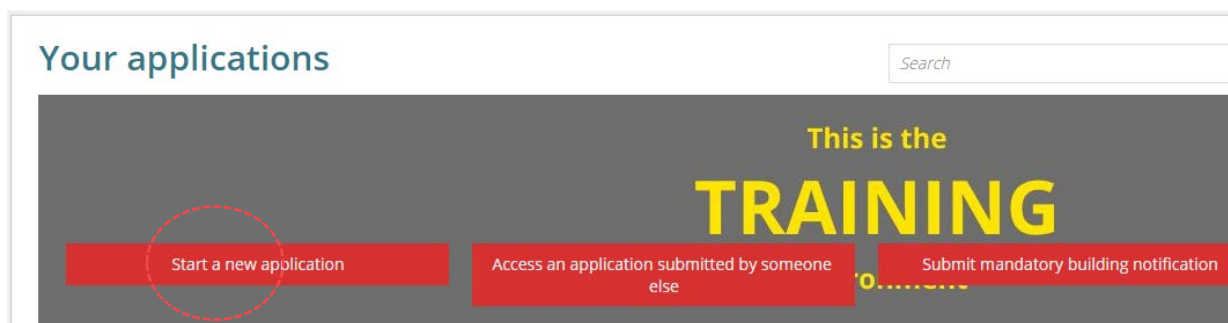 Your applications
Search
This is the
TRAINING
Start a new application
Access an application submitted by someone
else
Submit mandatory building notification